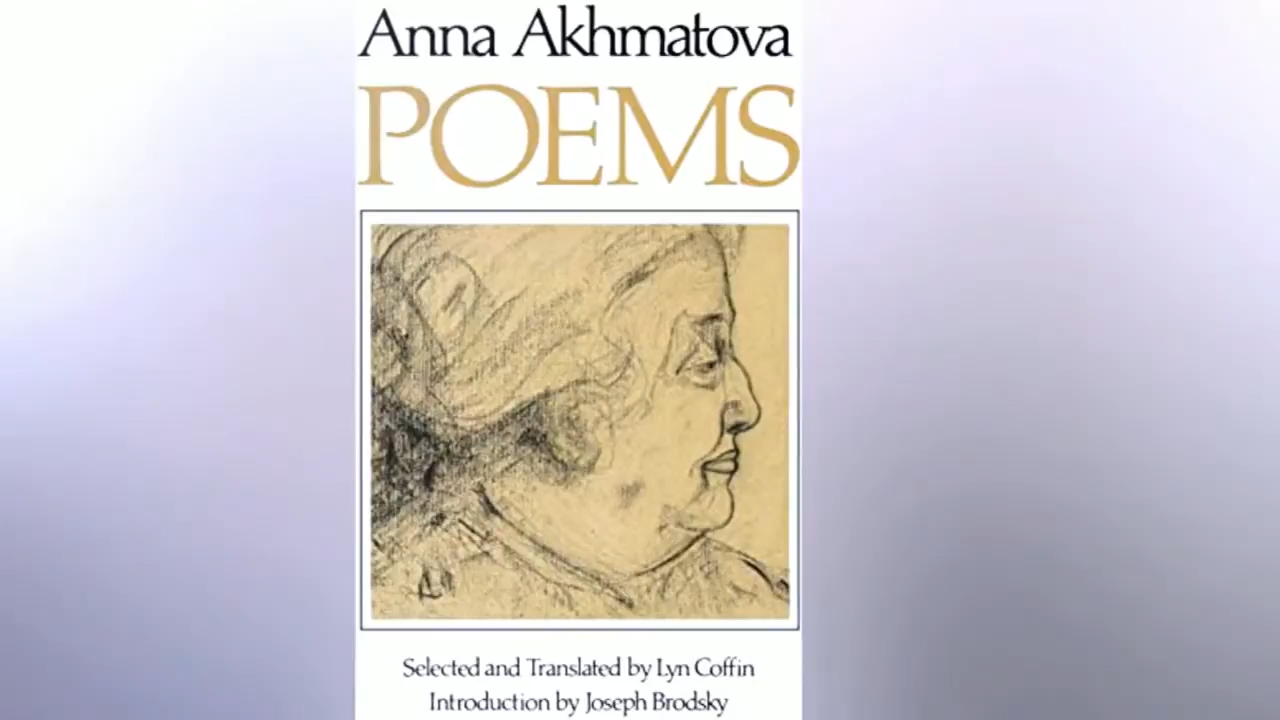 Anna Akhmatova
POEMS
Selected and Translated by Lyn Coffin
Introduction by Joseph Brodsky